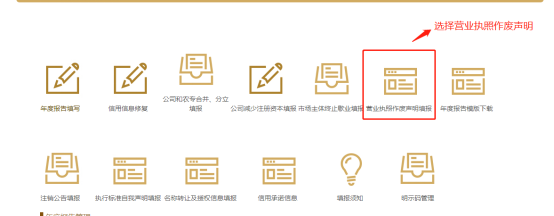 选择营业执照作废声明
年度报告填写
信用信息修复
公司和农专合并、分立
填报
公司减少注册资本填报
市场主体终止歇业填报
营业执照作废声明填报
年度报告模版下载
注销公告填报
执行标准自我声明填报
名称转让及授权信息填报
信用承诺信息
填报须知
明示码管理